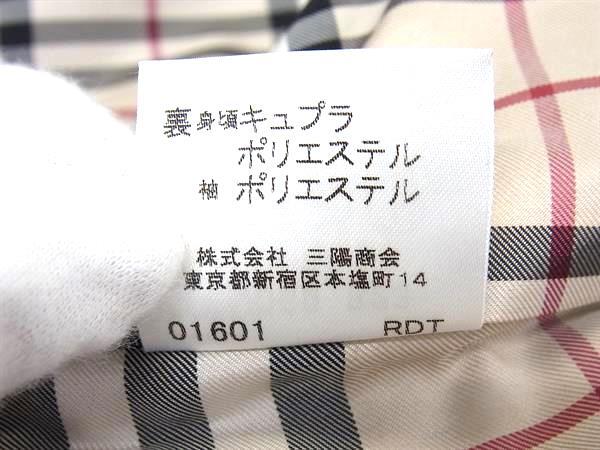 裏 身頃 キュプラ
ポリエステル
袖 ポリエステル
株式会社 三陽商会
東京都新宿区本塩町14
01601 RDT